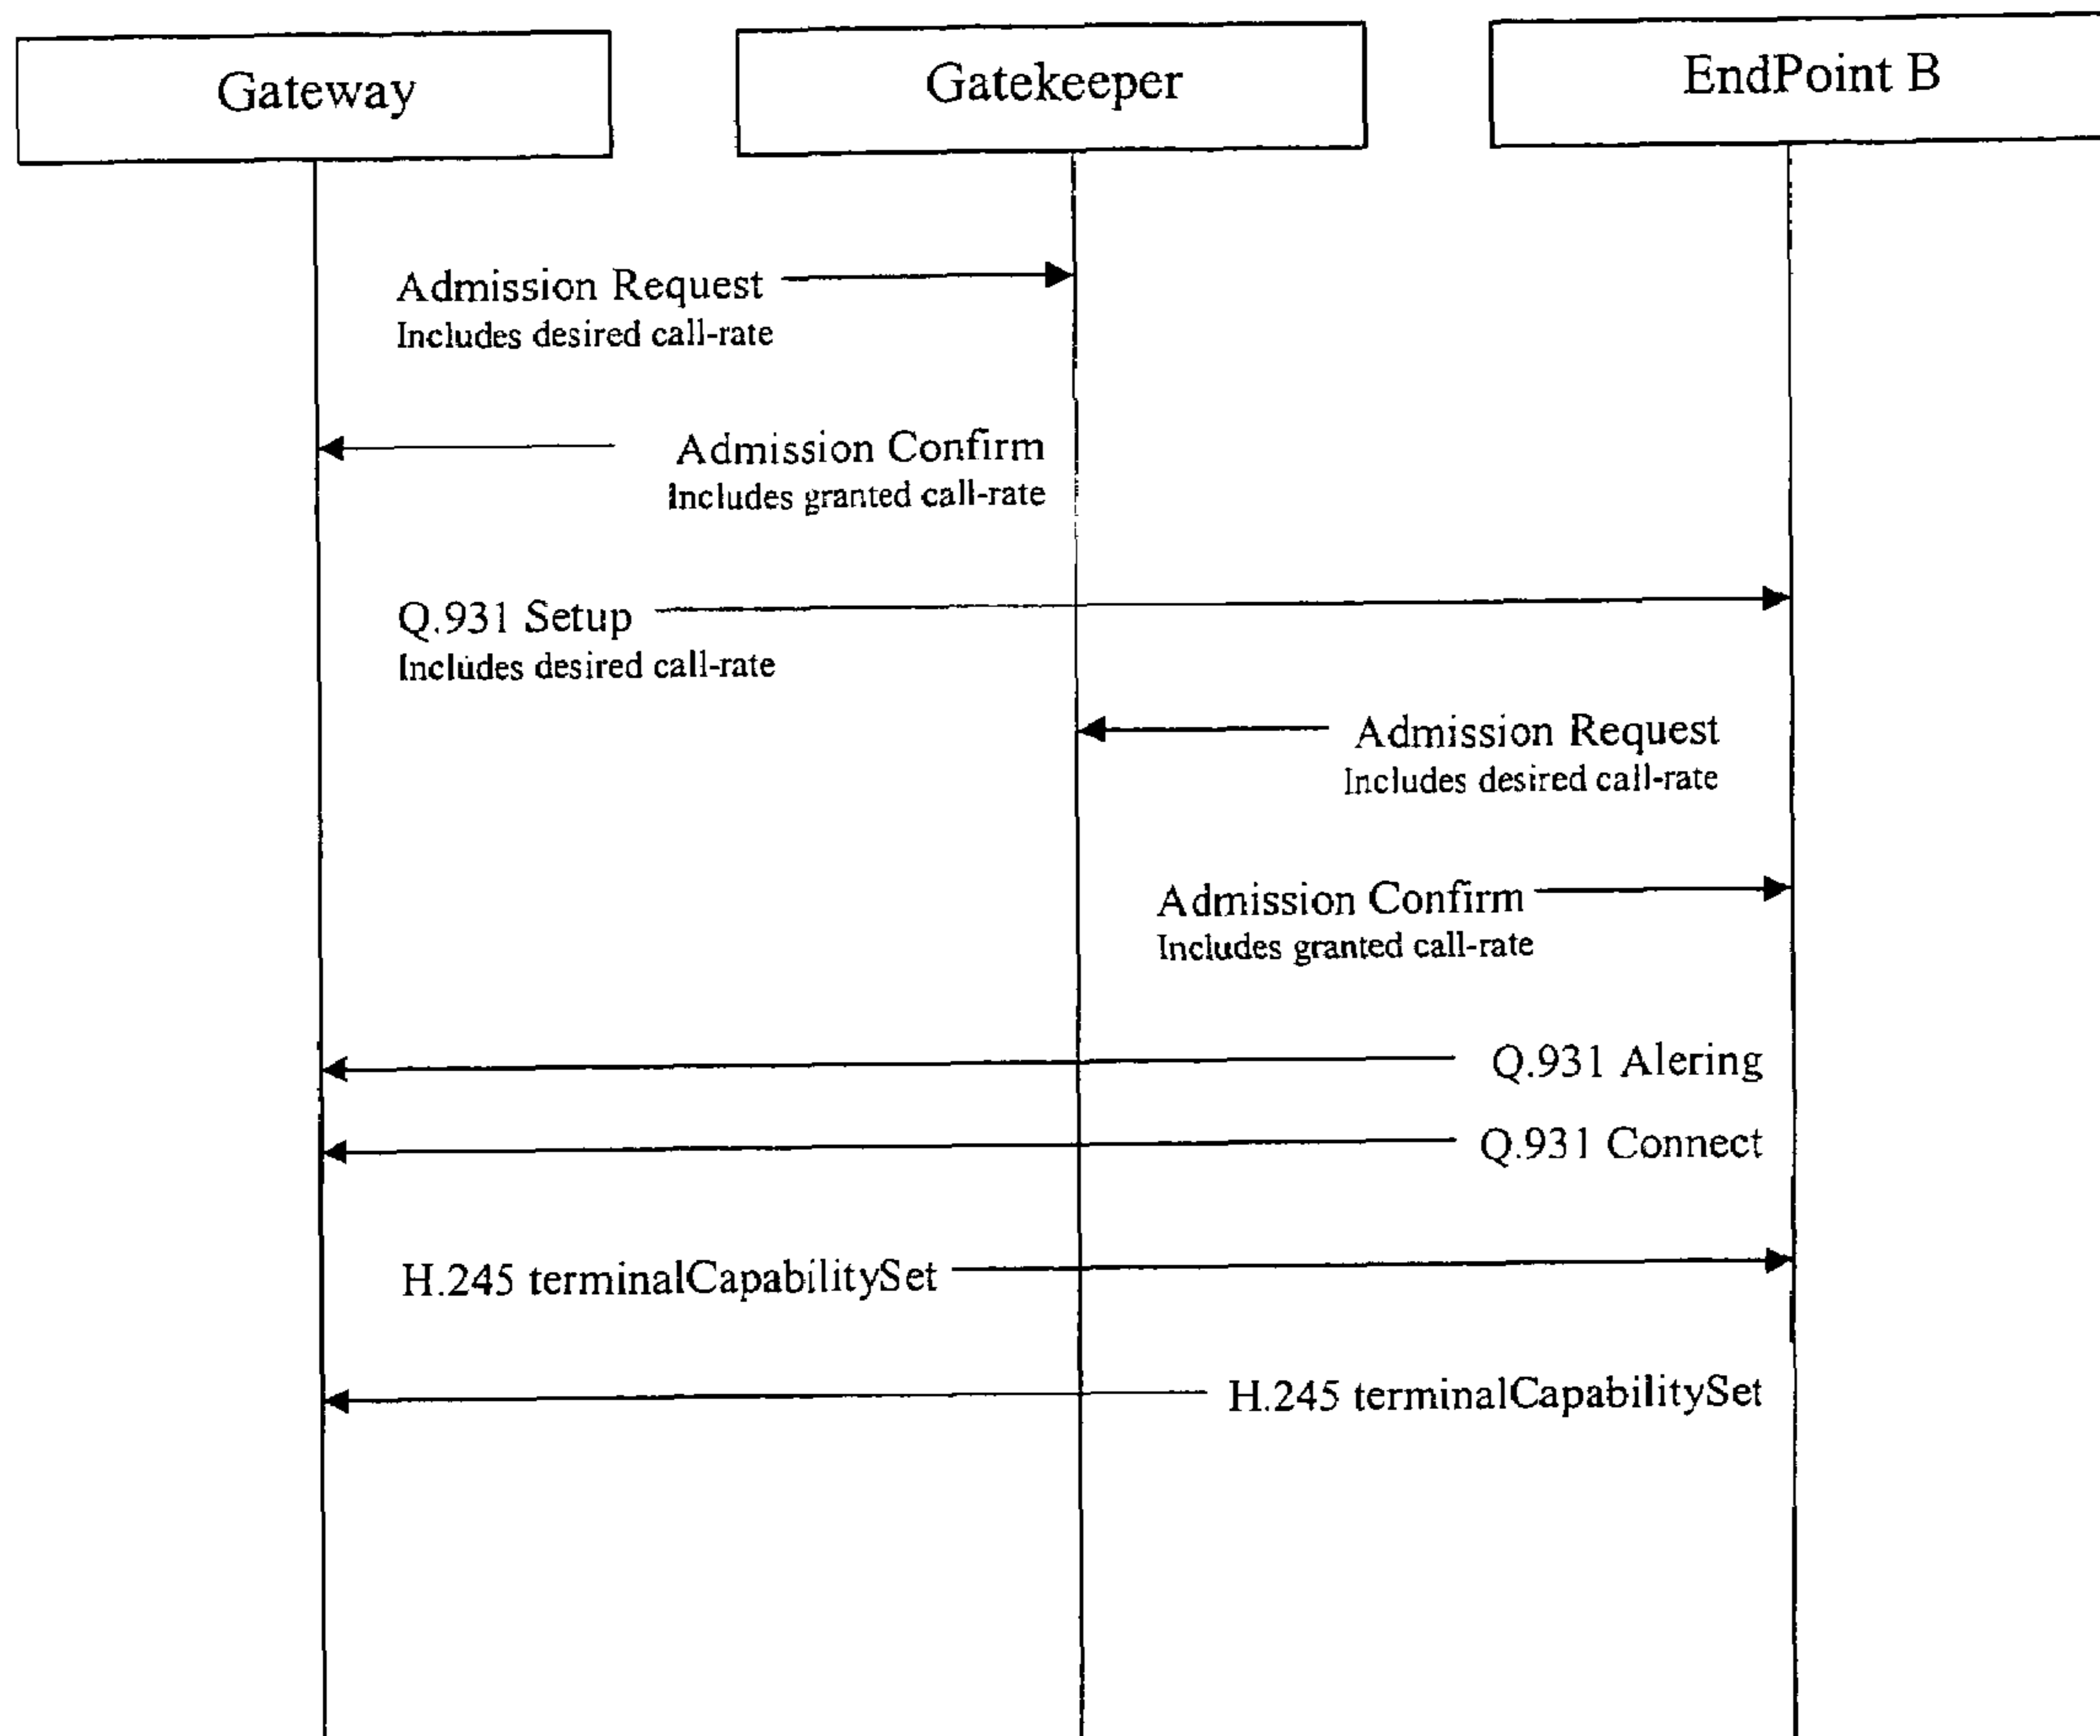 Gateway
Gatekeeper
EndPoint B
Admission Request
Includes desired call-rate
Admission Confirm
Includes granted call-rate
Q.931 Setup
Includes desired call-rate
Admission Request
Includes desired call-rate
Admission Confirm
Includes granted call-rate
Q.931 Alering
Q.931 Connect
H.245 terminalCapabilitySet
H.245 terminalCapabilitySet